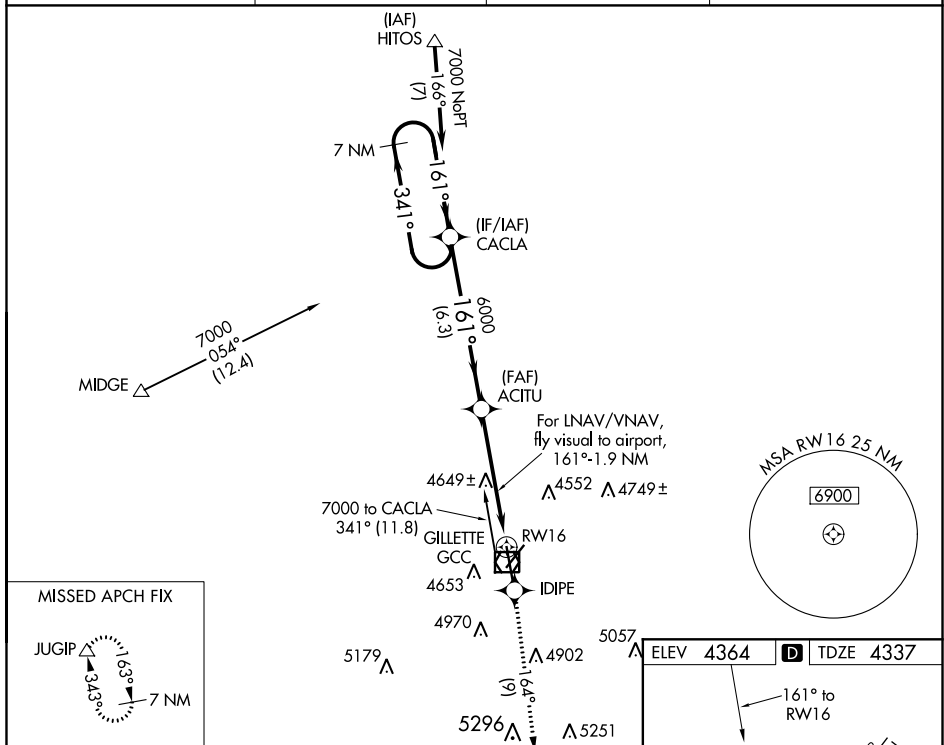 (IAF)
HITOS
7000 NoPT
166°
(7)
7 NM
161°
341°
(IF/IAF)
CACLA
6000
161°
(6.3)
7000
054°
(12.4)
MIDGE
(FAF)
ACITU
For LNAV/VNAV,
fly visual to airport,
161°-1.9 NM
MSA RW16 25 NM
6900
4649±
4552
4749±
7000 to CACLA
341° (11.8)
GILLETTE
GCC
RW16
4653
IDIPE
MISSED APCH FIX
JUGIP
163°
343°
7 NM
4970
5179
4902
5057
164°
(9)
5296
5251
ELEV 4364
D
TDZE 4337
161° to
RW16